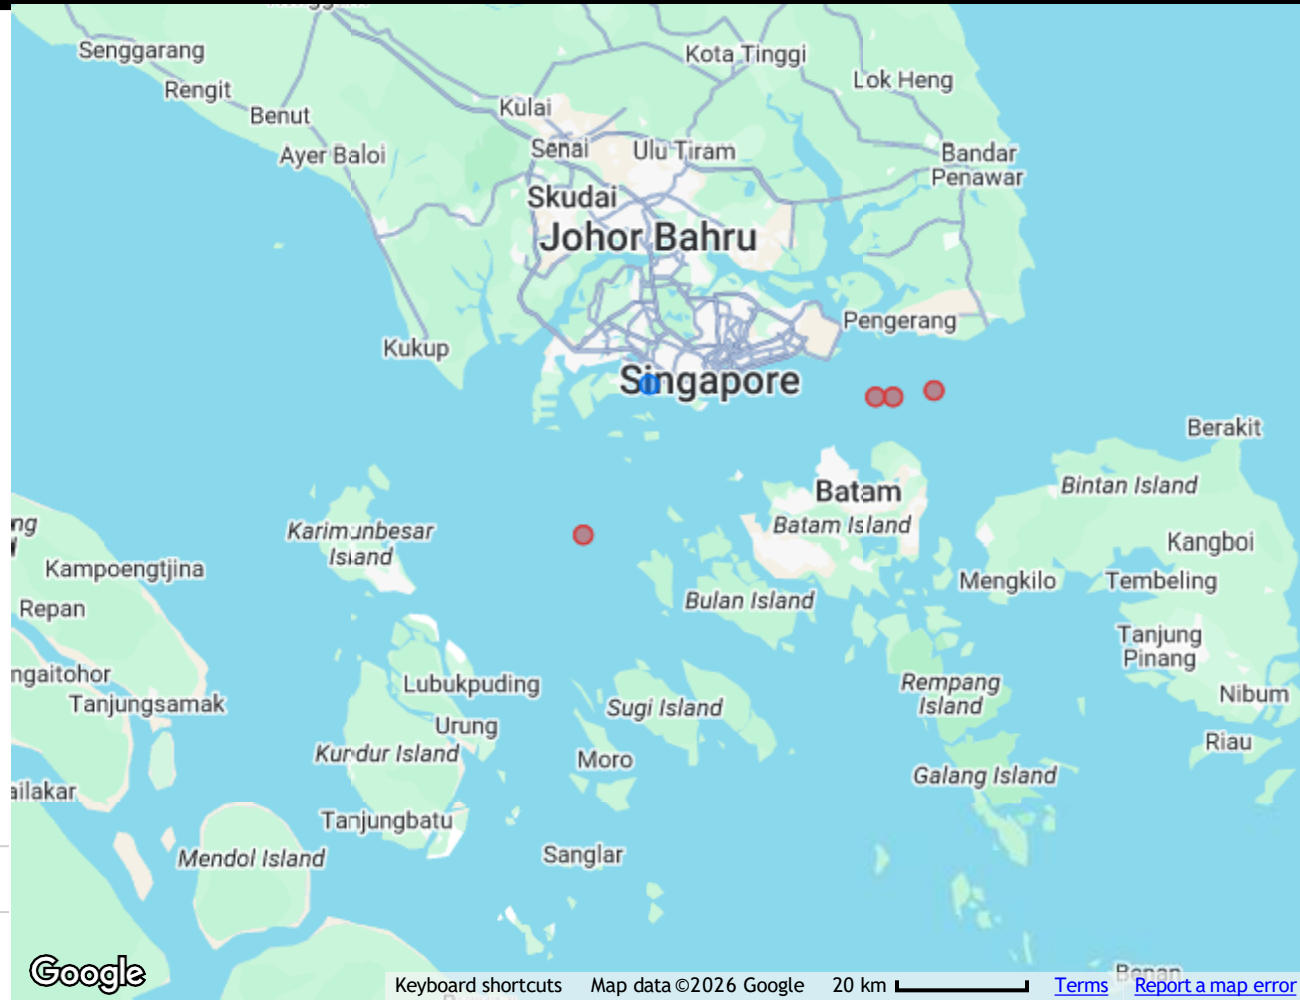 Senggarang
Kota Tinggi
Lok Heng
Rengit
Kulai
Benut
Senai
Ulu Tiram
Ayer Baloi
Bandar
Penawar
Skudai
Johor Bahru
Pengerang
Kukup
Singapore
Berakit
Batam
Bintan Island
Batam Island
Karimunbesar
Island
Kangboi
Kampoengtjina
Mengkilo
Tembeling
Repan
Bulan Island
Tanjung
Pinang
ngaitohor
Lubukpuding
Rempang
Island
Nibum
Tanjungsamak
Sugi Island
Urung
Riau
Kundur Island
Moro
Galang Island
ailakar
Tanjungbatu
Sanglar
Mendol Island
Benan
Google
Keyboard shortcuts
Map data ©2026 Google
20 km
Terms
Report a map error